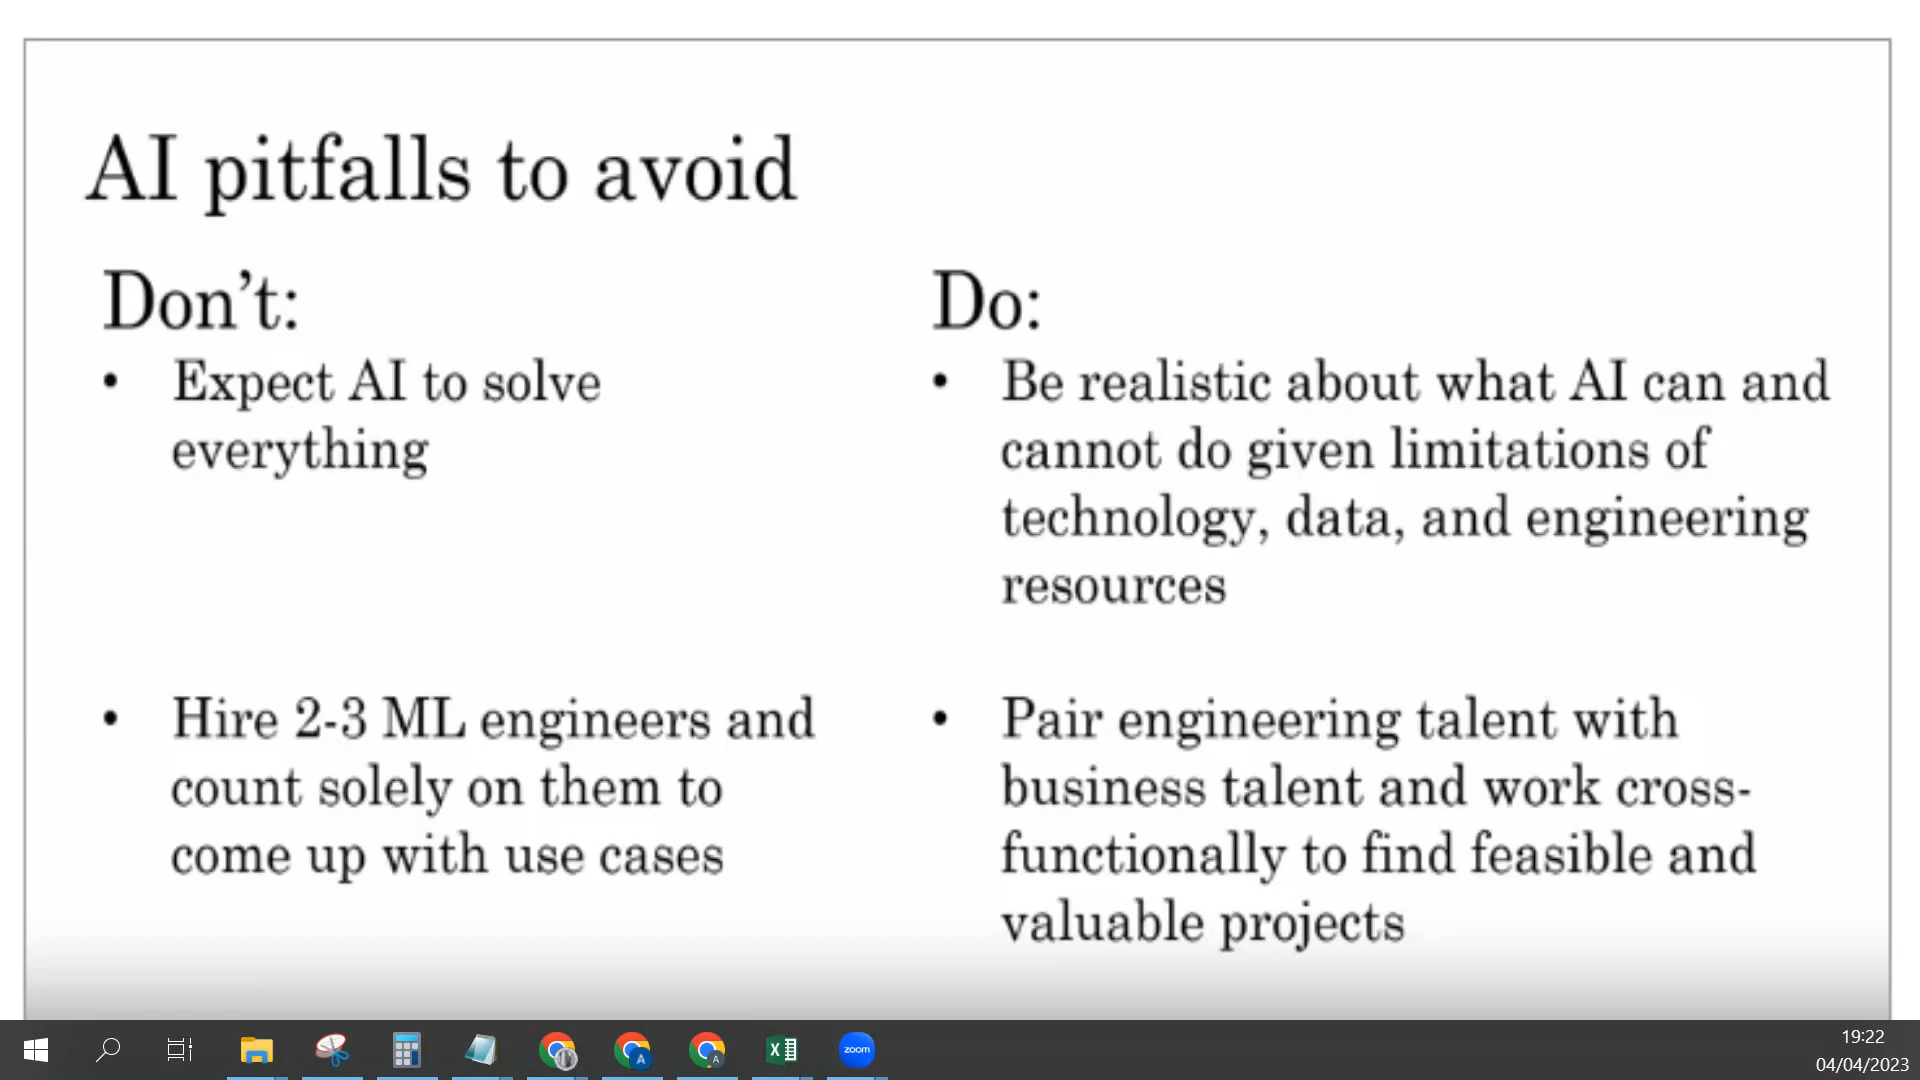 AI pitfalls to avoid
Don’t:
• Expect AI to solve
everything
• Hire 2-3 ML engineers and
count solely on them to
come up with use cases
Do:
• Be realistic about what AI can and
cannot do given limitations of
technology, data, and engineering
resources
• Pair engineering talent with
business talent and work cross-
functionally to find feasible and
valuable projects
A
A
X
zoom
19:22
04/04/2023